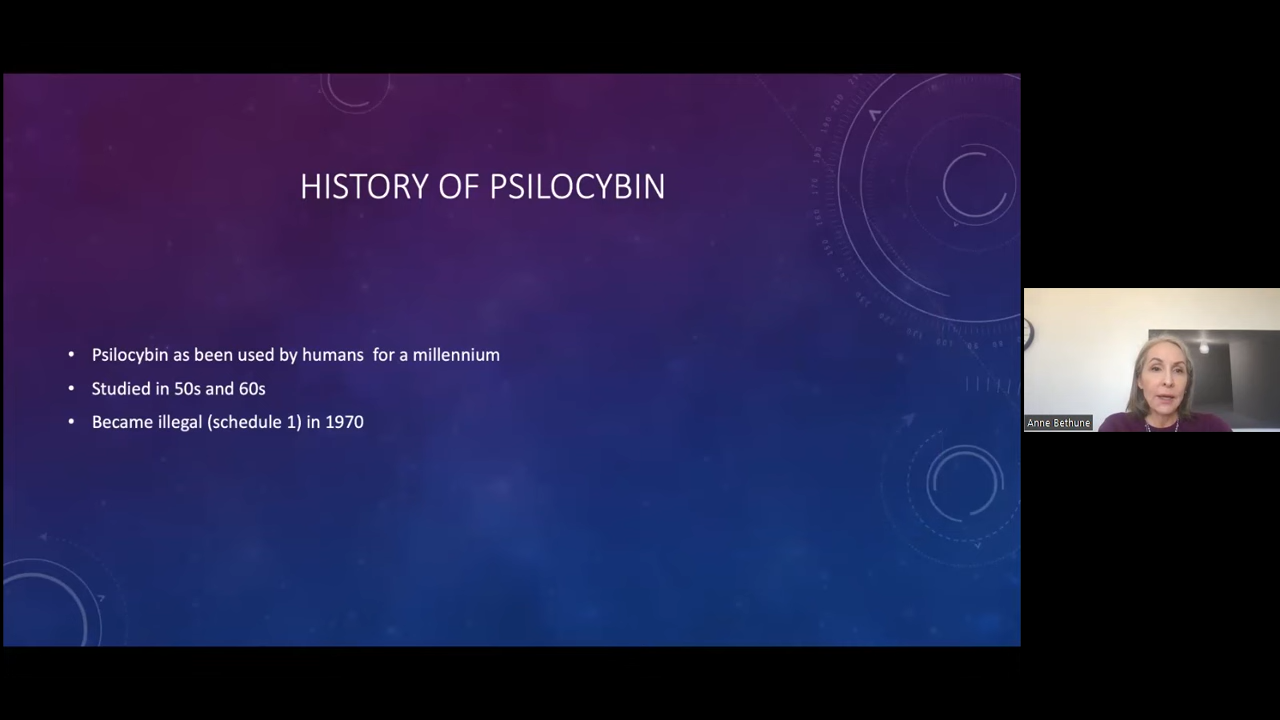 HISTORY OF PSILOCYBIN
• Psilocybin as been used by humans  for a millennium
• Studied in 50s and 60s
• Became illegal (schedule 1) in 1970
Anne Bethune